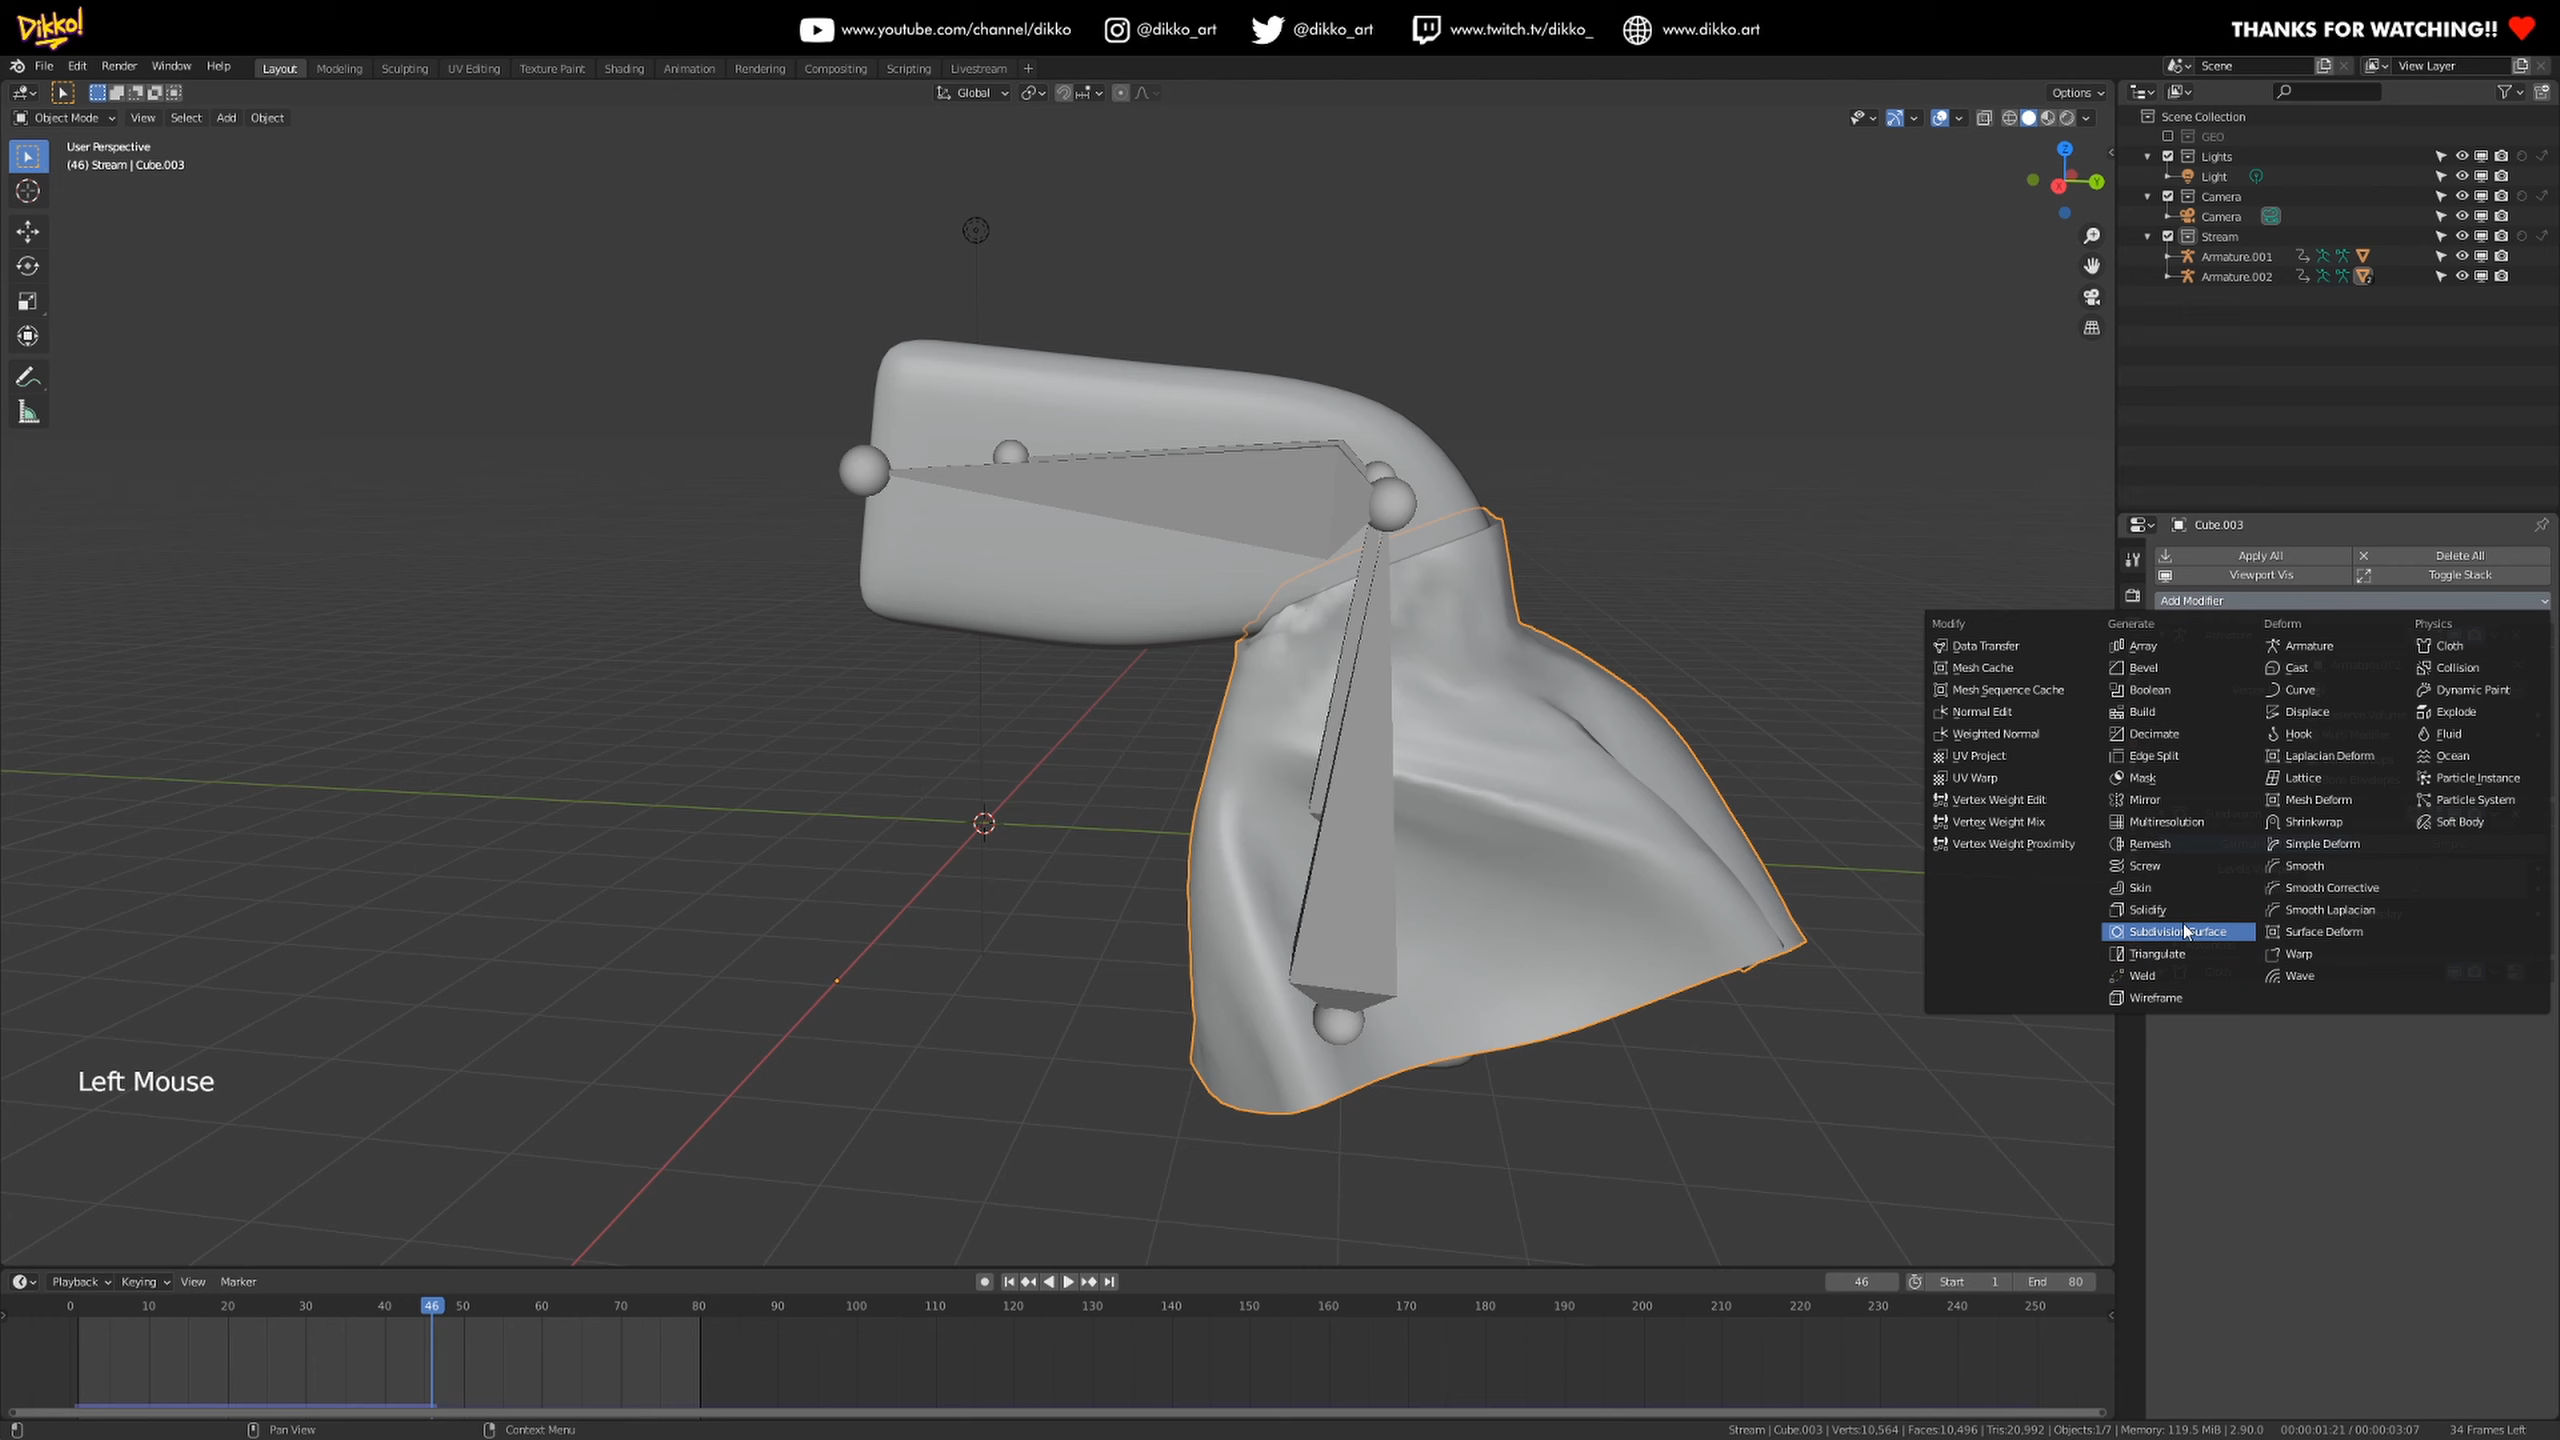 Dikko!
www.youtube.com/channel/dikko
@dikko_art
@dikko_art
www.twitch.tv/dikko_
www.dikko.art
THANKS FOR WATCHING!!
File Edit Render Window Help
Layout Modeling Sculpting UV Editing Texture Paint Shading Animation Rendering Compositing Scripting Livestream +
Scene
View Layer
Global
Options
Object Mode View Select Add Object
User Perspective
(46) Stream | Cube.003
Z
Y
X
Scene Collection
GEO
Lights
Light
Camera
Camera
Stream
Armature.001
Armature.002
Cube.003
Apply All
Delete All
Viewport Vis
Toggle Stack
Add Modifier
Modify
Data Transfer
Mesh Cache
Mesh Sequence Cache
Normal Edit
Weighted Normal
UV Project
UV Warp
Vertex Weight Edit
Vertex Weight Mix
Vertex Weight Proximity
Generate
Array
Bevel
Boolean
Build
Decimate
Edge Split
Mask
Mirror
Multiresolution
Remesh
Screw
Skin
Solidify
Subdivision Surface
Triangulate
Weld
Wireframe
Deform
Armature
Cast
Curve
Displace
Hook
Laplacian Deform
Lattice
Mesh Deform
Shrinkwrap
Simple Deform
Smooth
Smooth Corrective
Smooth Laplacian
Surface Deform
Warp
Wave
Physics
Cloth
Collision
Dynamic Paint
Explode
Fluid
Ocean
Particle Instance
Particle System
Soft Body
Left Mouse
Playback Keying View Marker
46
Start 1
End 80
0 10 20 30 40 46 50 60 70 80 90 100 110 120 130 140 150 160 170 180 190 200 210 220 230 240 250
Pan View
Context Menu
Stream | Cube.003 | Verts:10,564 | Faces:10,496 | Tris:20,992 | Objects:1/7 | Memory: 119.5 MiB | 2.90.0
00:00:01:21 / 00:00:03:07
34 Frames Left